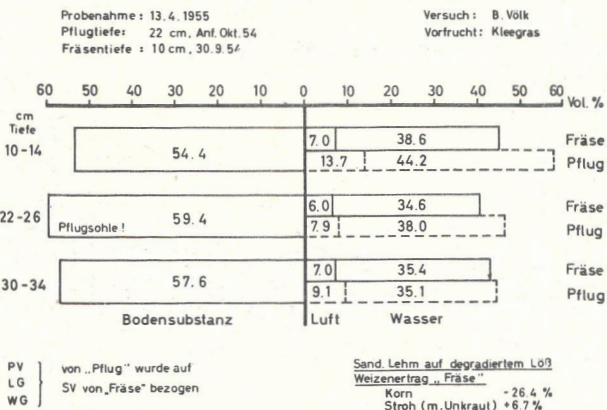 Probenahme: 13.4.1955
Pflugtiefe: 22 cm, Anf. Okt. 54
Fräsentiefe: 10 cm, 30.9.54
Versuch: B. Völk
Vorfrucht: Kleegras
60 50 40 30 20 10 0 10 20 30 40 50 60 Vol. %
cm
Tiefe
10-14 54.4 7.0 38.6 Fräse
13.7 44.2 Pflug
22-26 Pflugsohle! 59.4 6.0 34.6 Fräse
7.9 38.0 Pflug
30-34 57.6 7.0 35.4 Fräse
9.1 35.1 Pflug
Bodensubstanz Luft Wasser
PV
LG
WG
von „Pflug" wurde auf
SV von „Fräse" bezogen
Sand. Lehm auf degradiertem Löß
Weizenertrag „Fräse"
Korn -26.4 %
Stroh (m. Unkraut) +6.7 %